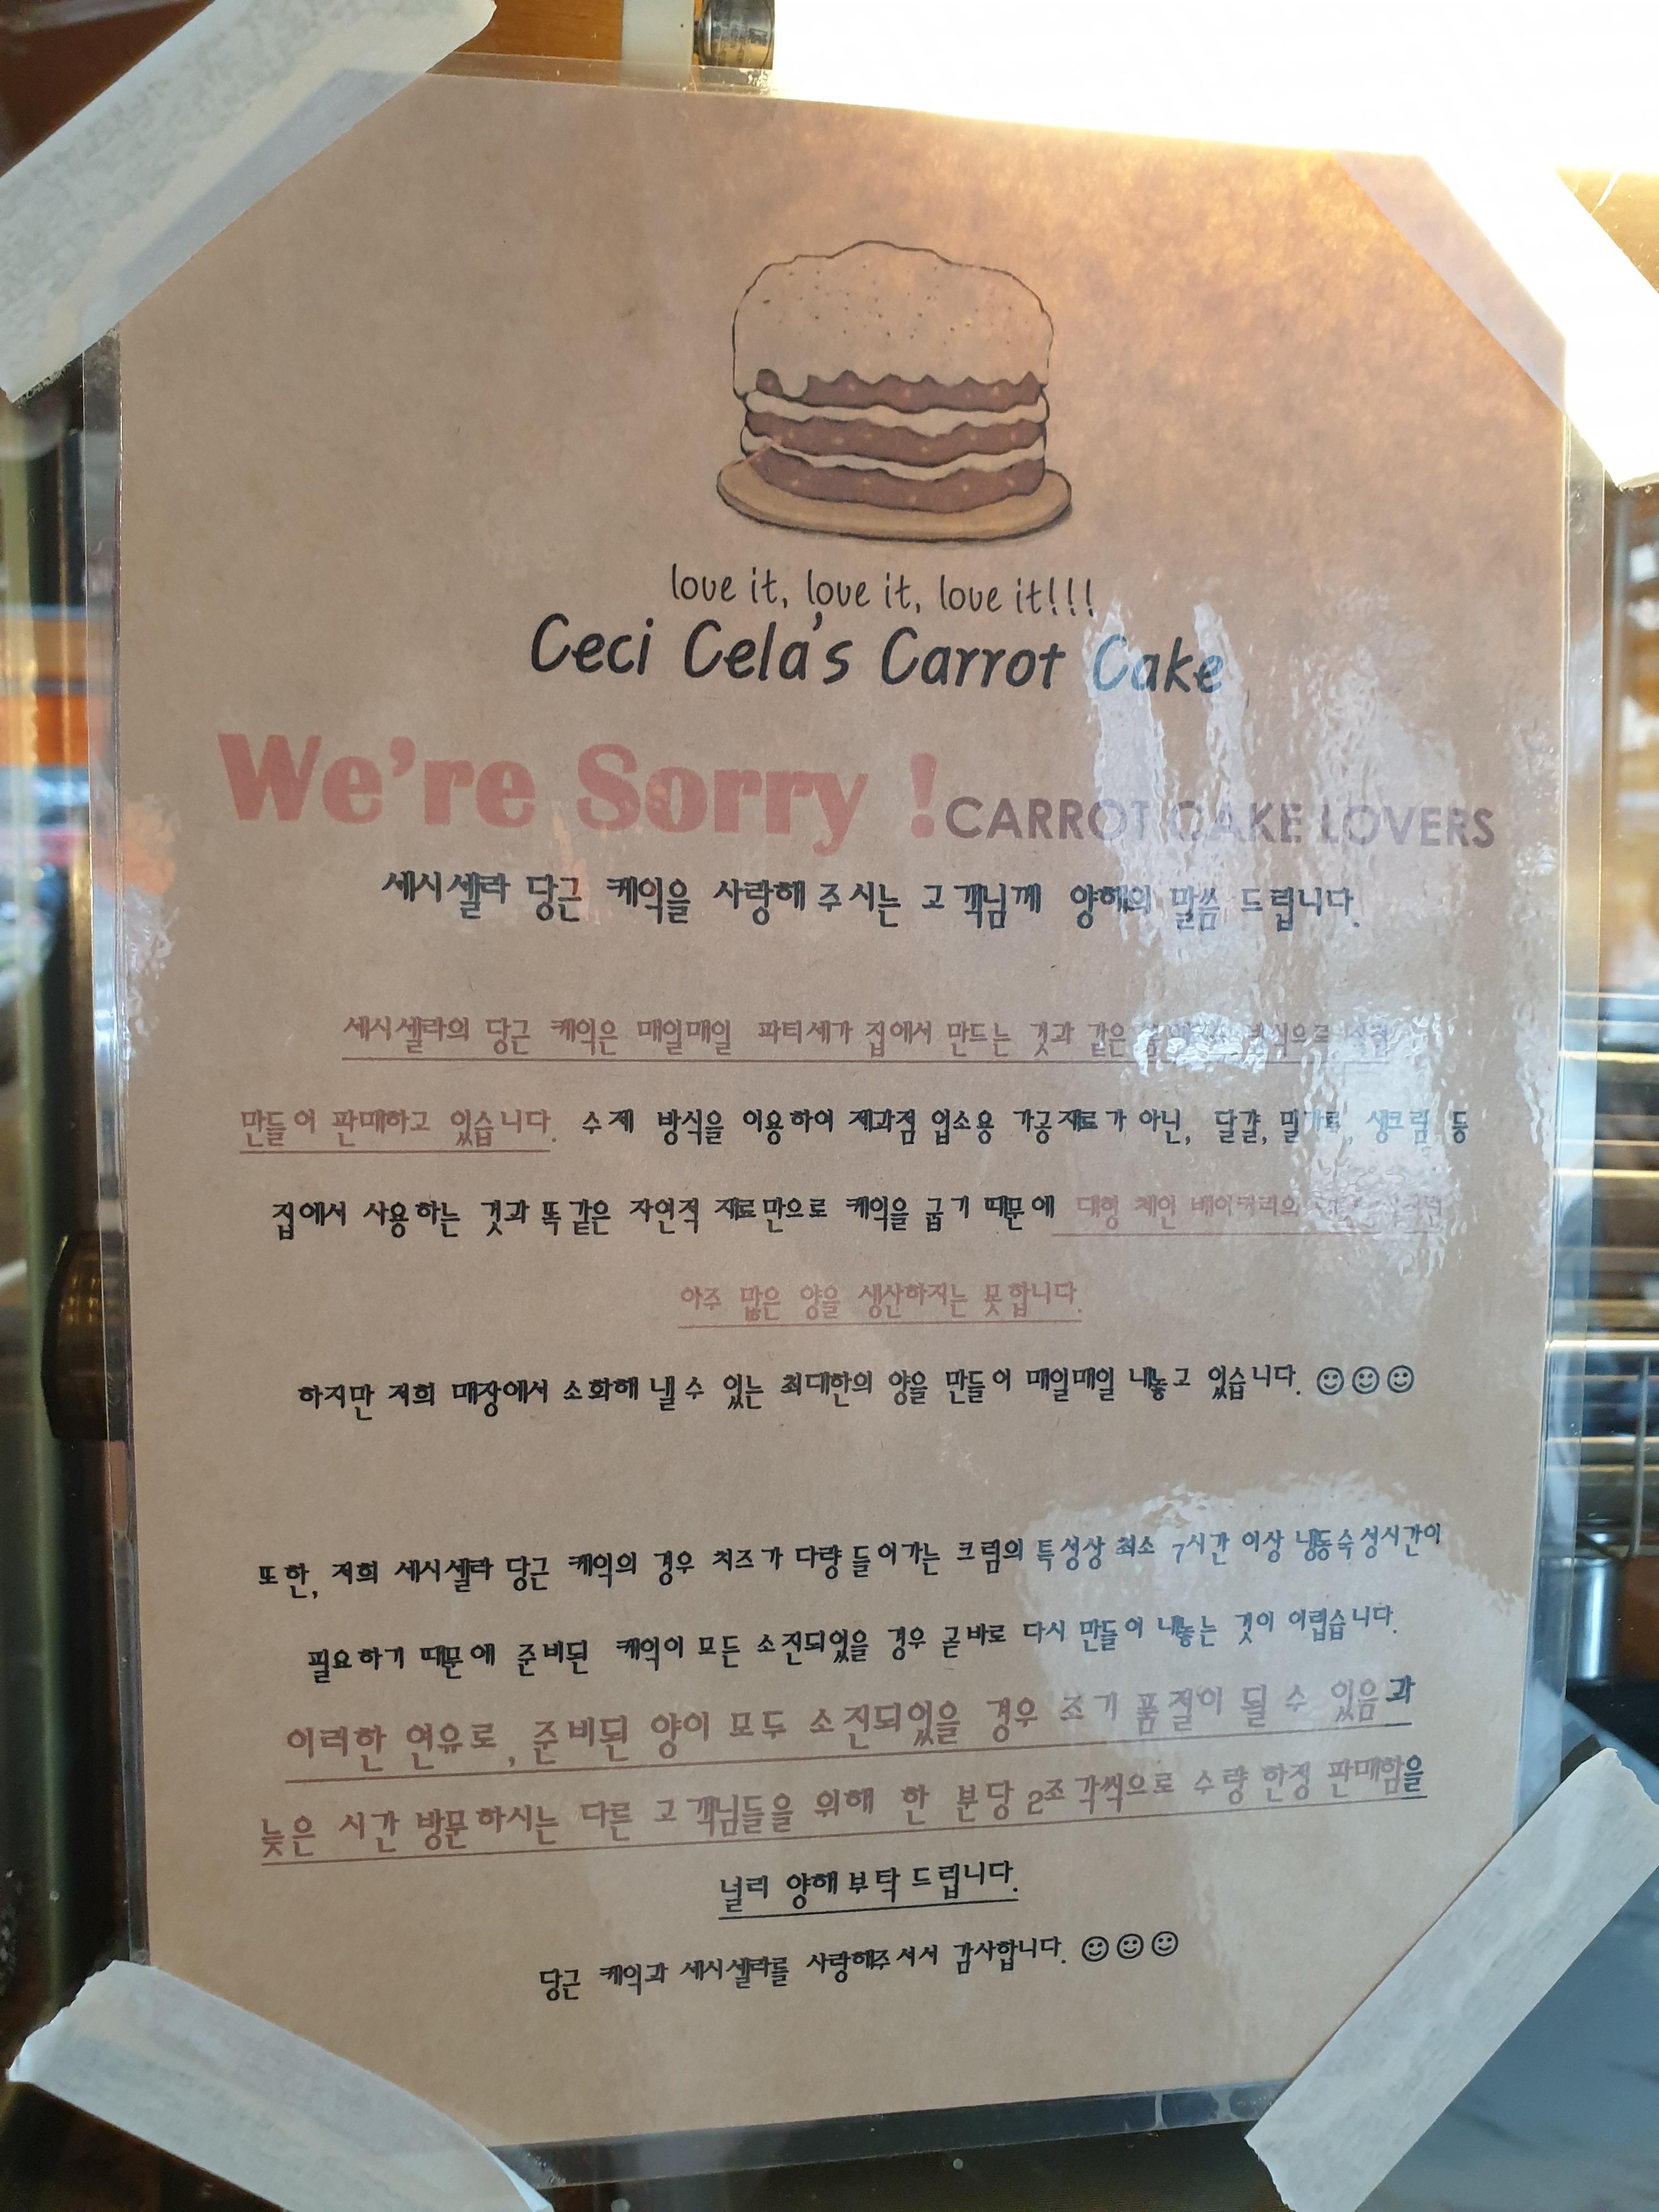 love it, love it, love it!!!
Ceci Cela's Carrot Cake
We're Sorry ! CARROT CAKE LOVERS
세시셀라 당근 케익을 사랑해 주시는 고객님께 양해의 말씀 드립니다.
세시셀라의 당근 케익은 매일매일 파티세가 집에서 만드는 것과 같은
만들어 판매하고 있습니다. 수제 방식을 이용하여 제과점 업소용 가공재료가 아닌, 달걀, 밀가루, 생크림 등
집에서 사용하는 것과 똑같은 자연적 재료만으로 케익을 굽기 때문에 대형 체인 베이커리의
아주 많은 양을 생산하지는 못합니다.
하지만 저희 매장에서 소화해 낼 수 있는 최대한의 양을 만들어 매일매일 내놓고 있습니다. ☺☺☺
또한, 저희 세시셀라 당근 케익의 경우 치즈가 다량 들어가는 크림의 특성상 최소 7시간 이상 냉동숙성시간이
필요하기 때문에 준비된 케익이 모든 소진되었을 경우 곧바로 다시 만들어 내놓는 것이 어렵습니다.
이러한 연유로, 준비된 양이 모두 소진되었을 경우 조기 품절이 될 수 있음과
늦은 시간 방문하시는 다른 고객님들을 위해 한 분당 2조각씩으로 수량 한정 판매함을
널리 양해 부탁 드립니다.
당근 케익과 세시셀라를 사랑해주셔서 감사합니다. ☺☺☺